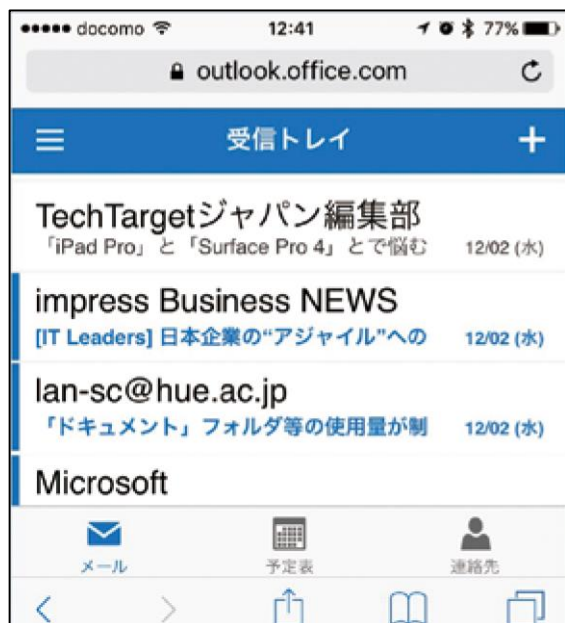 docomo 12:41 77%
outlook.office.com
受信トレイ
TechTargetジャパン編集部
「iPad Pro」と「Surface Pro 4」とで悩む 12/02 (水)
impress Business NEWS
[IT Leaders] 日本企業の“アジャイル”への 12/02 (水)
lan-sc@hue.ac.jp
「ドキュメント」フォルダ等の使用量が制 12/02 (水)
Microsoft
メール 予定表 連絡先